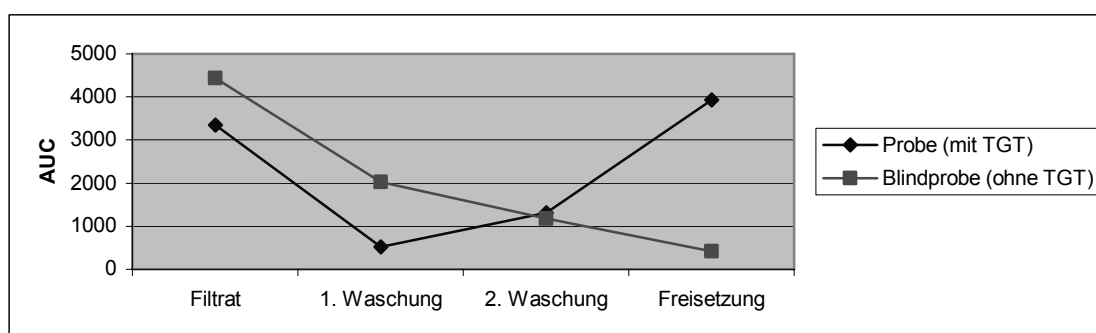 5000
4000
3000
2000
1000
0
AUC
Filtrat
1. Waschung
2. Waschung
Freisetzung
Probe (mit TGT)
Blindprobe (ohne TGT)